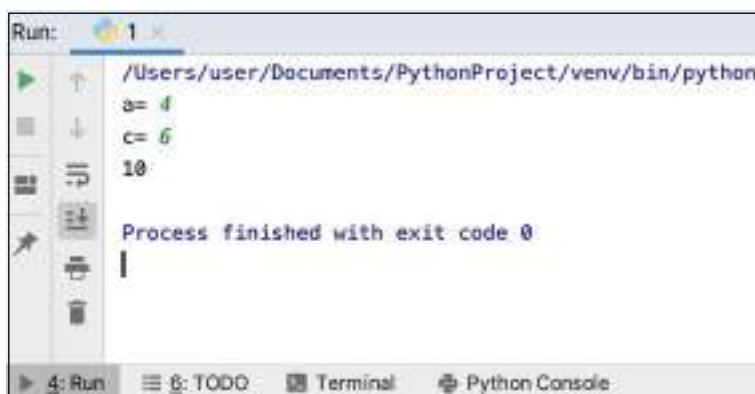 Run: 1 ×
/Users/user/Documents/PythonProject/venv/bin/python
a= 4
c= 6
10
Process finished with exit code 0
4: Run 6: TODO Terminal Python Console